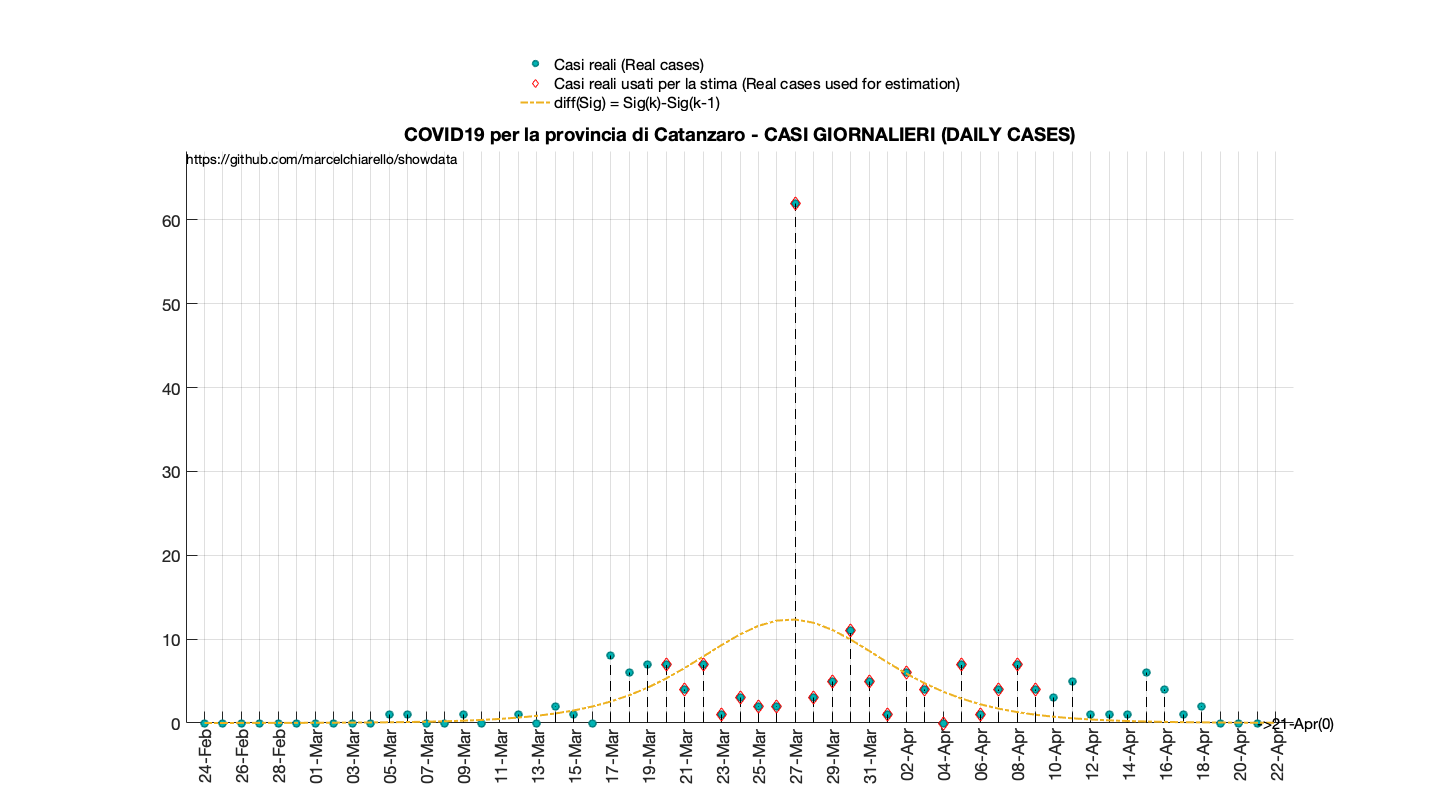 Casi reali (Real cases)
Casi reali usati per la stima (Real cases used for estimation)
diff(Sig) = Sig(k)-Sig(k-1)
COVID19 per la provincia di Catanzaro - CASI GIORNALIERI (DAILY CASES)
https://github.com/marcelchiarello/showdata
60
50
40
30
20
10
0
->21-Apr(0)
24-Feb
26-Feb
28-Feb
01-Mar
03-Mar
05-Mar
07-Mar
09-Mar
11-Mar
13-Mar
15-Mar
17-Mar
19-Mar
21-Mar
23-Mar
25-Mar
27-Mar
29-Mar
31-Mar
02-Apr
04-Apr
06-Apr
08-Apr
10-Apr
12-Apr
14-Apr
16-Apr
18-Apr
20-Apr
22-Apr